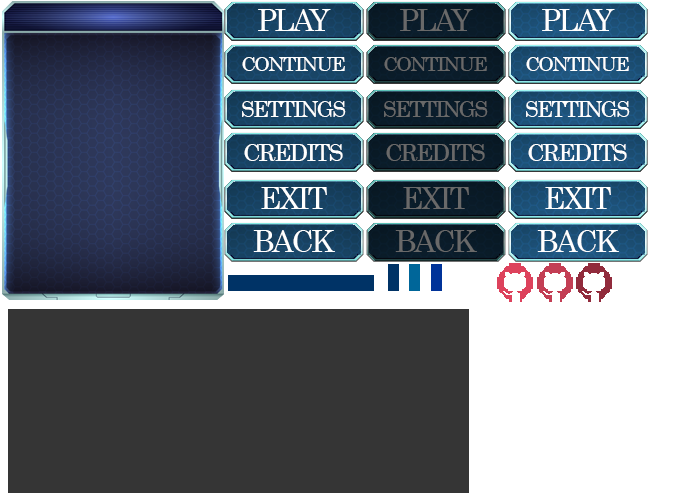 PLAY PLAY PLAY
CONTINUE CONTINUE CONTINUE
SETTINGS SETTINGS SETTINGS
CREDITS CREDITS CREDITS
EXIT EXIT EXIT
BACK BACK BACK